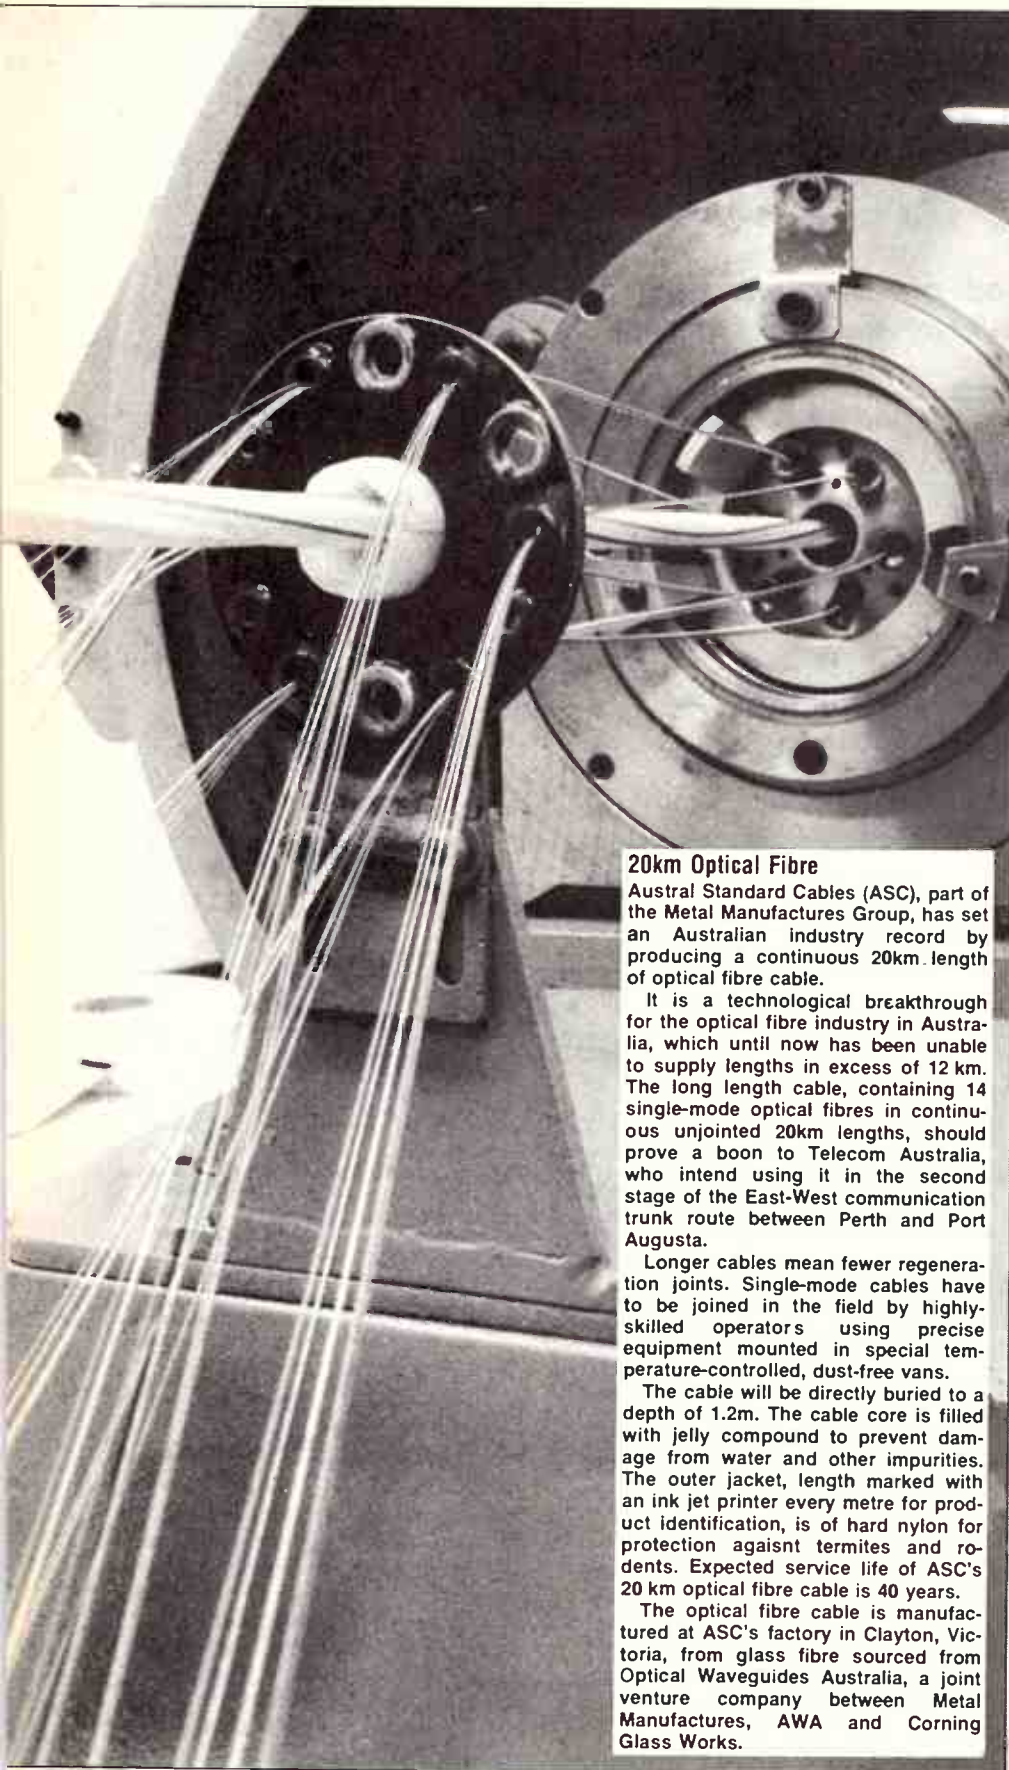 20km Optical Fibre
Austral Standard Cables (ASC), part of
the Metal Manufactures Group, has set
an Australian industry record by
producing a continuous 20km length
of optical fibre cable.
It is a technological breakthrough
for the optical fibre industry in Austra-
lia, which until now has been unable
to supply lengths in excess of 12 km.
The long length cable, containing 14
single-mode optical fibres in continu-
ous unjointed 20km lengths, should
prove a boon to Telecom Australia,
who intend using it in the second
stage of the East-West communication
trunk route between Perth and Port
Augusta.
Longer cables mean fewer regenera-
tion joints. Single-mode cables have
to be joined in the field by highly-
skilled operators using precise
equipment mounted in special tem-
perature-controlled, dust-free vans.
The cable will be directly buried to a
depth of 1.2m. The cable core is filled
with jelly compound to prevent dam-
age from water and other impurities.
The outer jacket, length marked with
an ink jet printer every metre for prod-
uct identification, is of hard nylon for
protection agaisnt termites and ro-
dents. Expected service life of ASC's
20 km optical fibre cable is 40 years.
The optical fibre cable is manufac-
tured at ASC's factory in Clayton, Vic-
toria, from glass fibre sourced from
Optical Waveguides Australia, a joint
venture company between Metal
Manufactures, AWA and Corning
Glass Works.